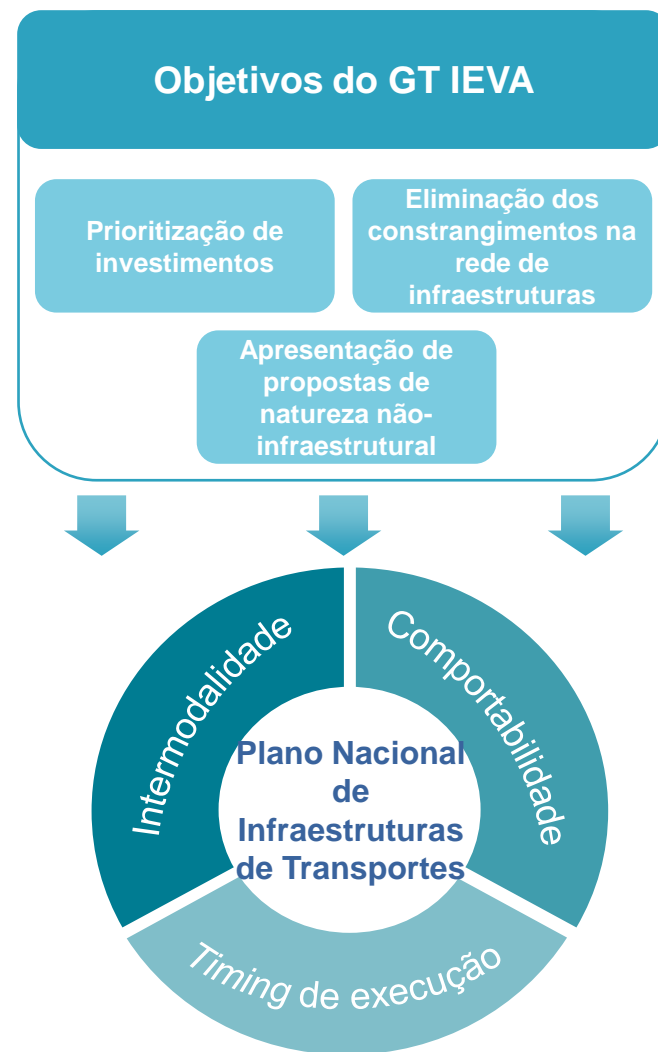 Objetivos do GT IEVA
Prioritização de
investimentos
Eliminação dos
constrangimentos na
rede de
infraestruturas
Apresentação de
propostas de
natureza não-
infraestrutural
Intermodalidade
Comportabilidade
Plano Nacional
de
Infraestruturas
de Transportes
Timing de execução